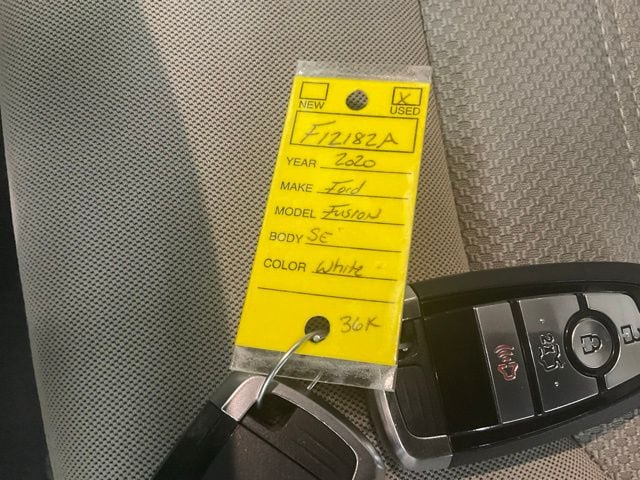 X
NEW USED
F12182A
YEAR 2020
MAKE Ford
MODEL Fusion
BODY SE
COLOR White
36K